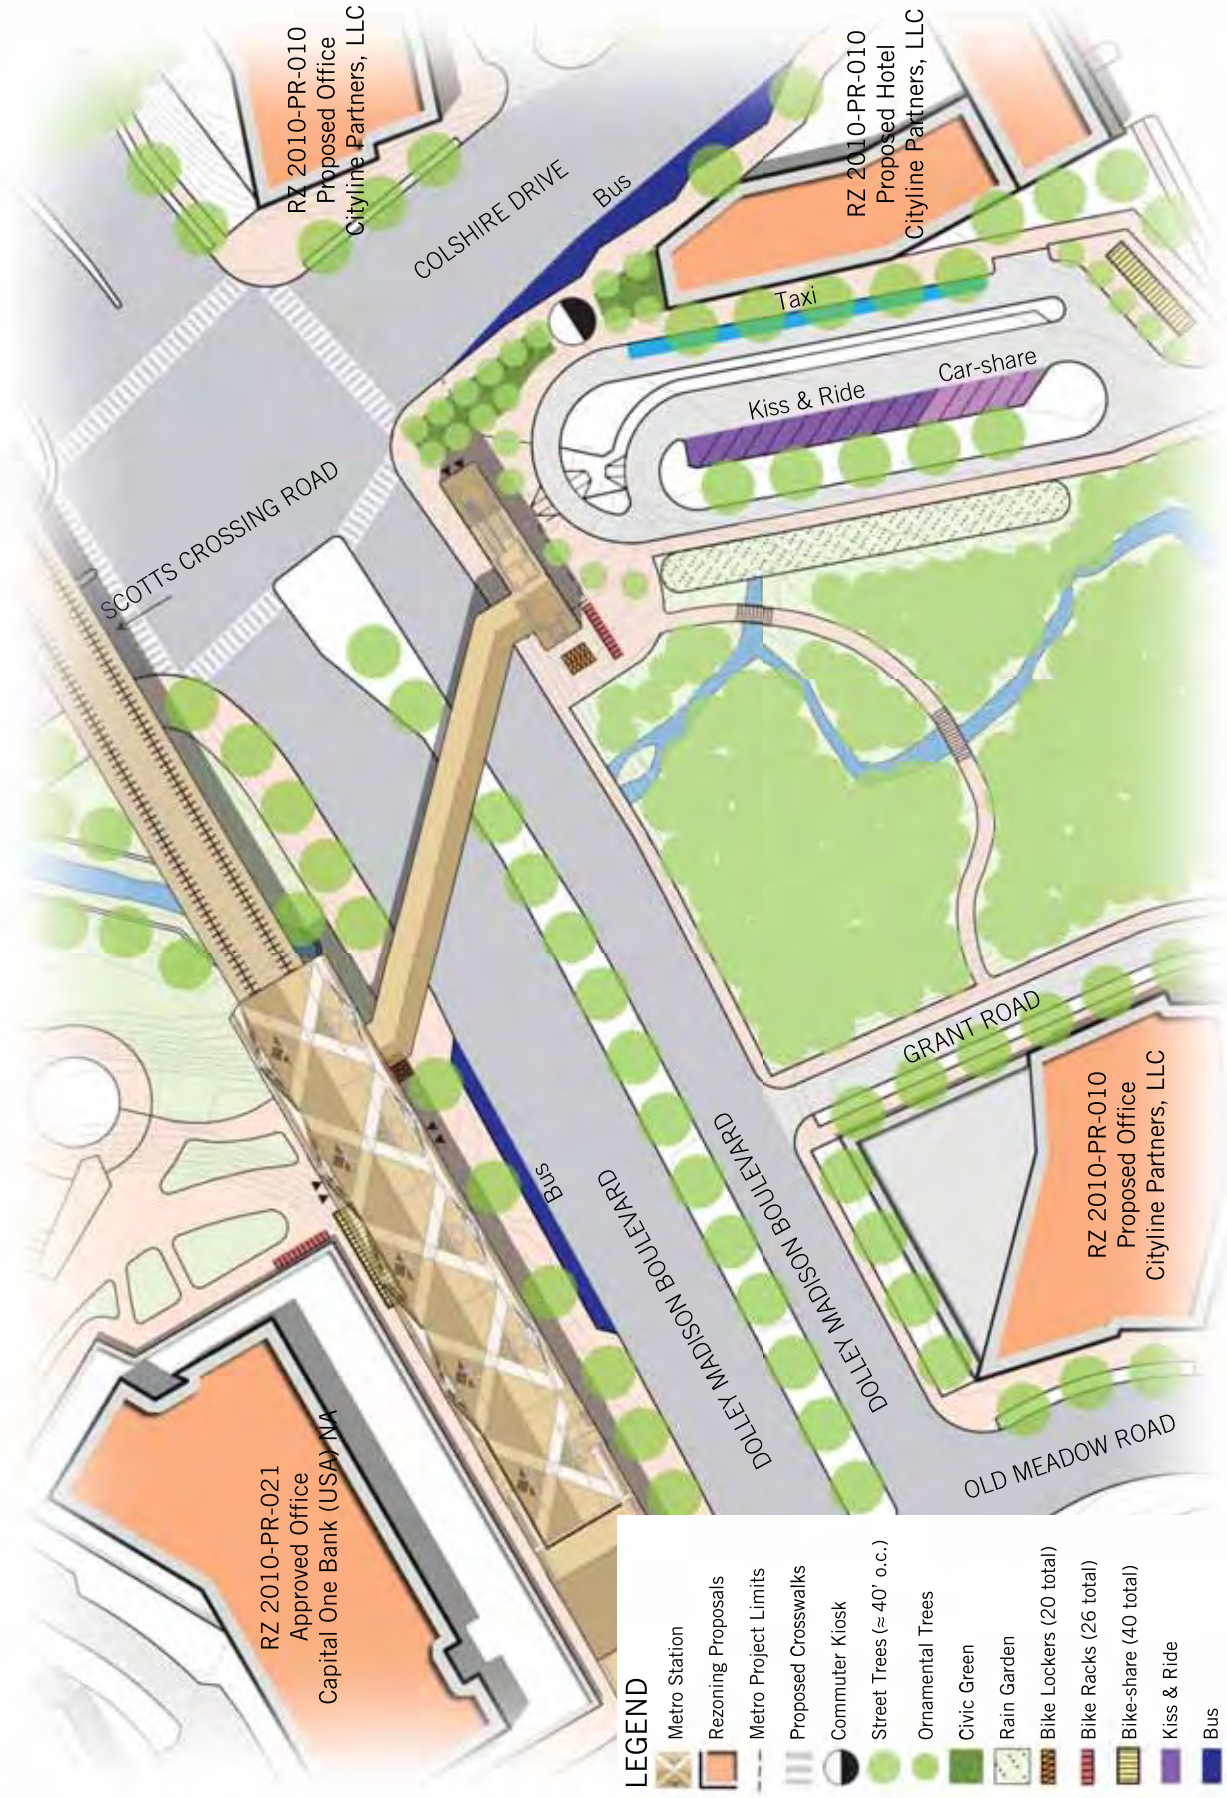 RZ 2010-PR-010
Proposed Office
Cityline Partners, LLC
COLSHIRE DRIVE
Bus
RZ 2010-PR-010
Proposed Hotel
Cityline Partners, LLC
Taxi
Kiss & Ride
Car-share
SCOTTS CROSSING ROAD
GRANT ROAD
RZ 2010-PR-010
Proposed Office
Cityline Partners, LLC
Bus
DOLLEY MADISON BOULEVARD
DOLLEY MADISON BOULEVARD
OLD MEADOW ROAD
RZ 2010-PR-021
Approved Office
Capital One Bank (USA) NA
LEGEND
Metro Station
Rezoning Proposals
Metro Project Limits
Proposed Crosswalks
Commuter Kiosk
Street Trees (≈ 40' o.c.)
Ornamental Trees
Civic Green
Rain Garden
Bike Lockers (20 total)
Bike Racks (26 total)
Bike-share (40 total)
Kiss & Ride
Bus